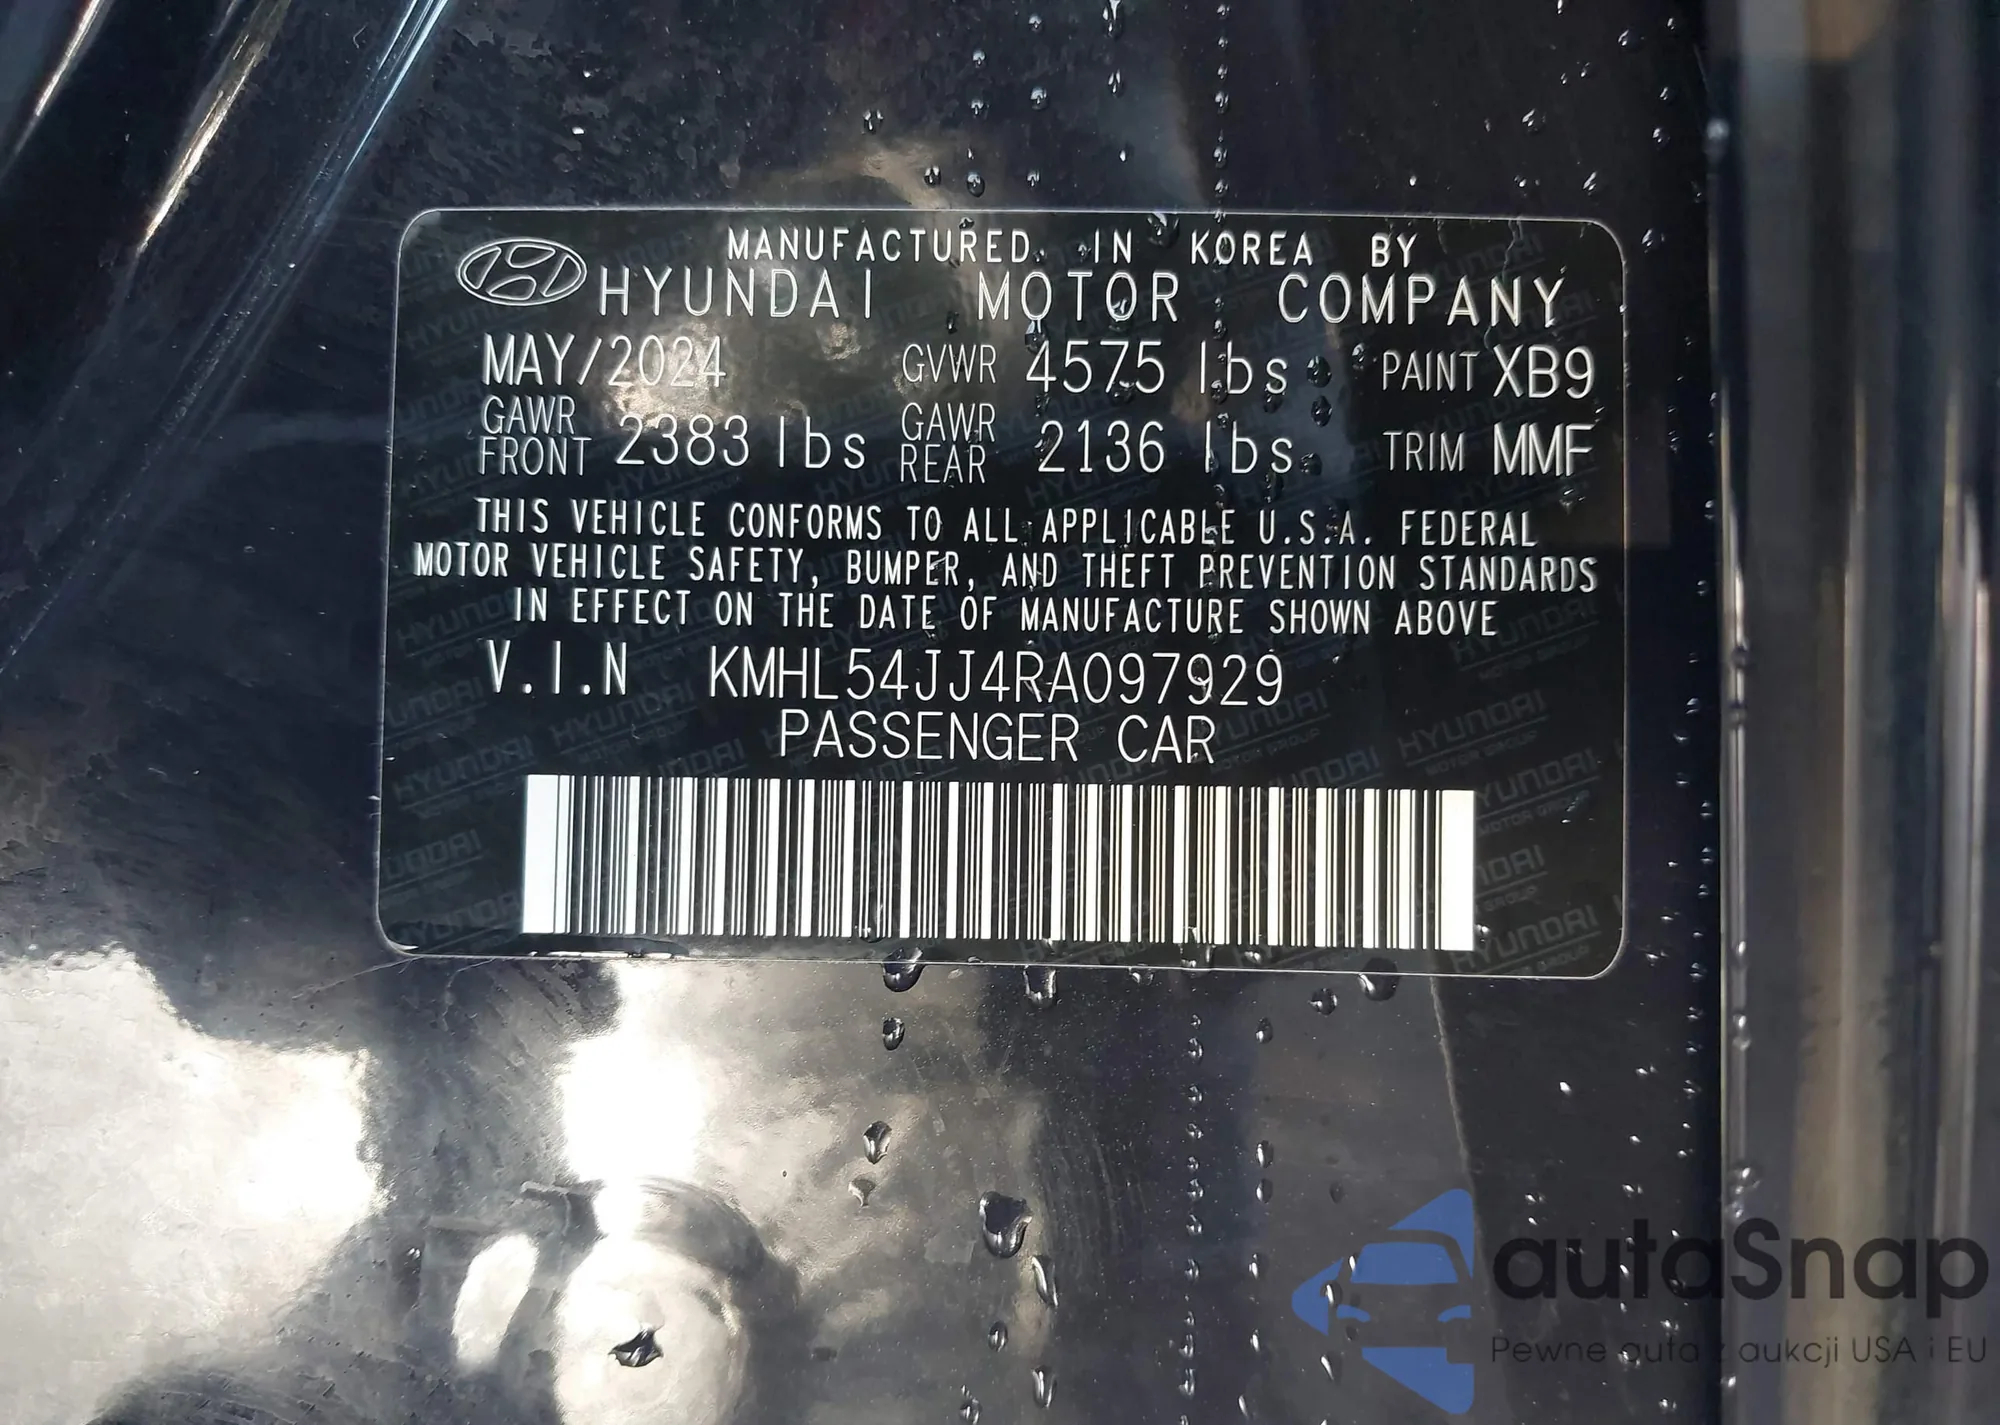 MANUFACTURED IN KOREA BY
HYUNDAI MOTOR COMPANY
MAY/2024 GVWR 4575 lbs PAINT XB9
GAWR FRONT 2383 lbs GAWR REAR 2136 lbs TRIM MMF
THIS VEHICLE CONFORMS TO ALL APPLICABLE U.S.A. FEDERAL
MOTOR VEHICLE SAFETY, BUMPER, AND THEFT PREVENTION STANDARDS
IN EFFECT ON THE DATE OF MANUFACTURE SHOWN ABOVE
V.I.N KMHL54JJ4RA097929
PASSENGER CAR
autaSnap
Pewne auta z aukcji USA i EU